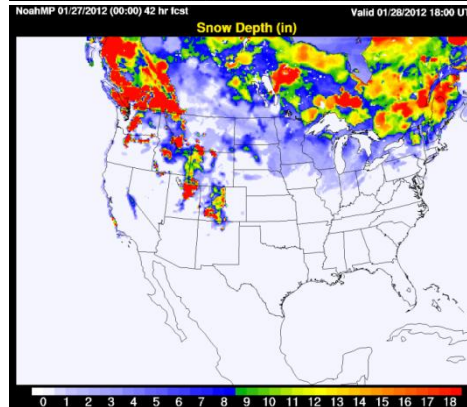 NoahMP 01/27/2012 (00:00) 42 hr fcst Valid 01/28/2012 18:00 UT
Snow Depth (in)
0 1 2 3 4 5 6 7 8 9 10 11 12 13 14 15 16 17 18